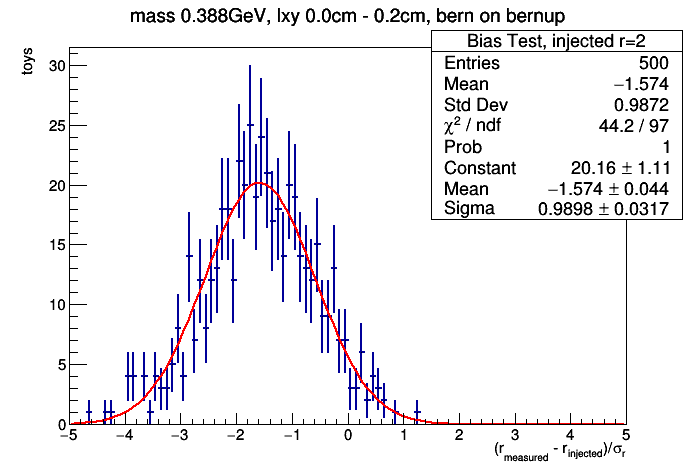 mass 0.388GeV, lxy 0.0cm - 0.2cm, bern on bernup
Bias Test, injected r=2
Entries 500
Mean −1.574
Std Dev 0.9872
χ² / ndf 44.2 / 97
Prob 1
Constant 20.16 ± 1.11
Mean −1.574 ± 0.044
Sigma 0.9898 ± 0.0317
toys
30
25
20
15
10
5
0
−5 −4 −3 −2 −1 0 1 2 3 4 5
(r_measured - r_injected)/σ_r